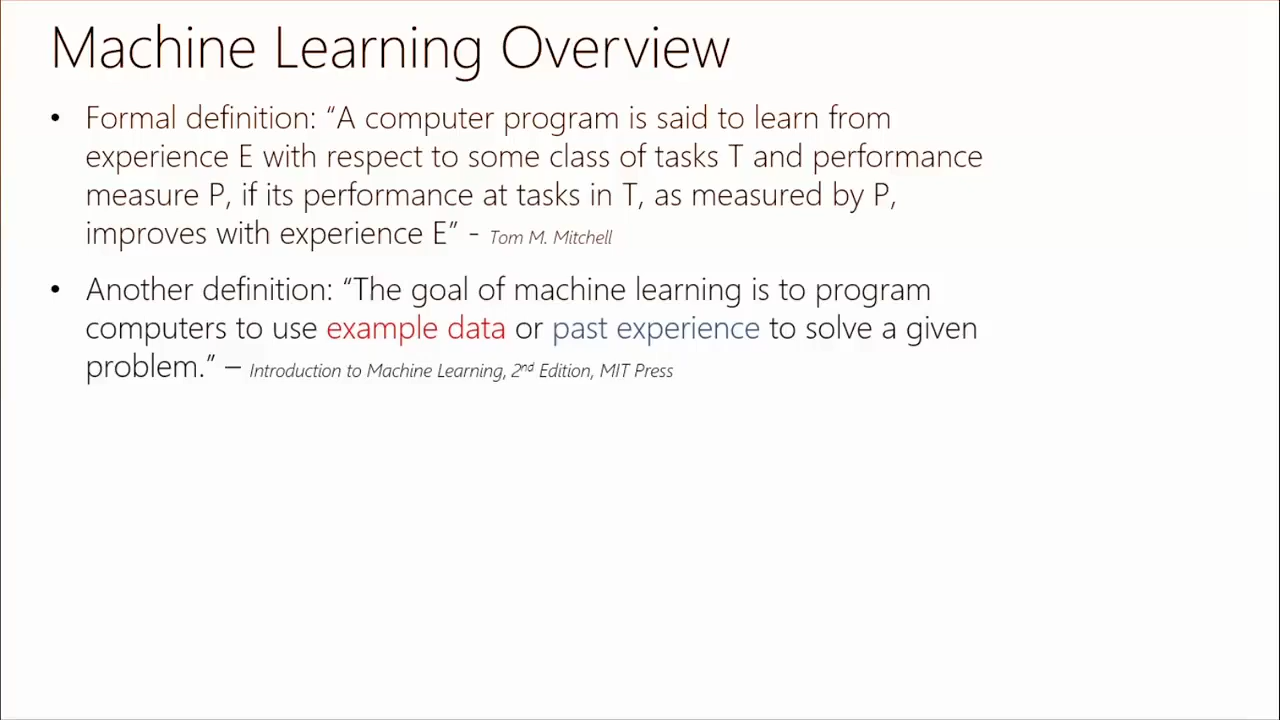 Machine Learning Overview
• Formal definition: “A computer program is said to learn from
experience E with respect to some class of tasks T and performance
measure P, if its performance at tasks in T, as measured by P,
improves with experience E” - Tom M. Mitchell
• Another definition: “The goal of machine learning is to program
computers to use example data or past experience to solve a given
problem.” – Introduction to Machine Learning, 2nd Edition, MIT Press